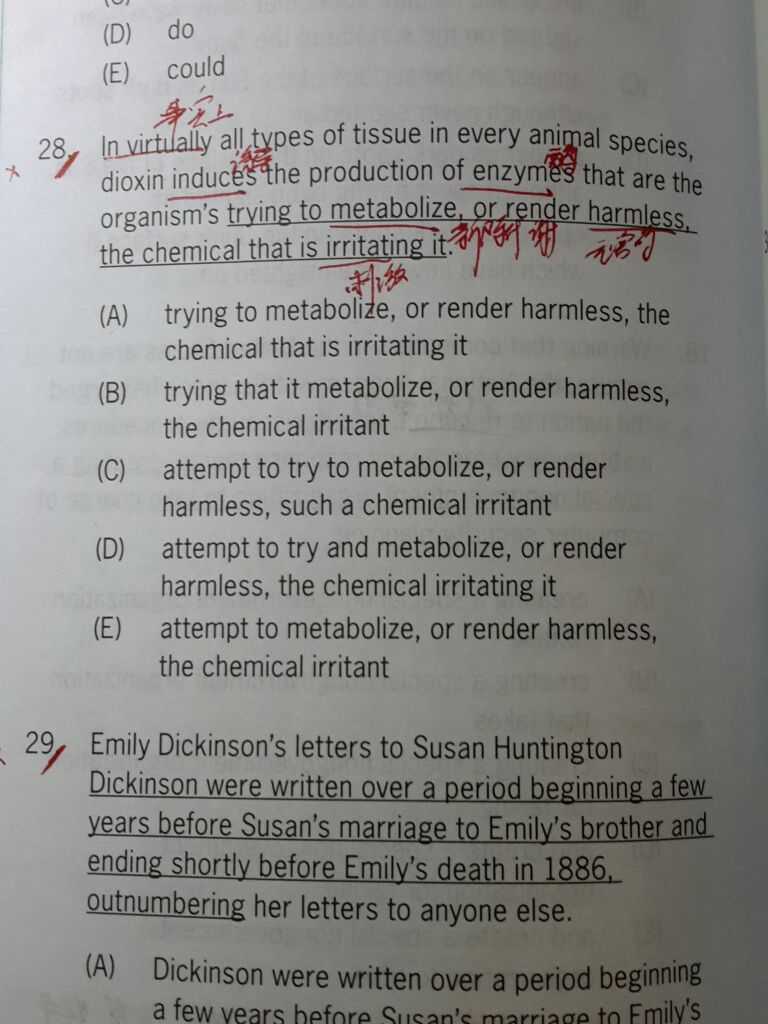 (D) do
(E) could
事实上
28. In virtually all types of tissue in every animal species,
诱导
dioxin induces the production of enzymes that are the
organism's trying to metabolize, or render harmless,
the chemical that is irritating it.
新陈代谢 无害的
刺激
(A) trying to metabolize, or render harmless, the
chemical that is irritating it
(B) trying that it metabolize, or render harmless,
the chemical irritant
(C) attempt to try to metabolize, or render
harmless, such a chemical irritant
(D) attempt to try and metabolize, or render
harmless, the chemical irritating it
(E) attempt to metabolize, or render harmless,
the chemical irritant
29. Emily Dickinson's letters to Susan Huntington
Dickinson were written over a period beginning a few
years before Susan's marriage to Emily's brother and
ending shortly before Emily's death in 1886,
outnumbering her letters to anyone else.
(A) Dickinson were written over a period beginning
a few years before Susan's marriage to Emily's